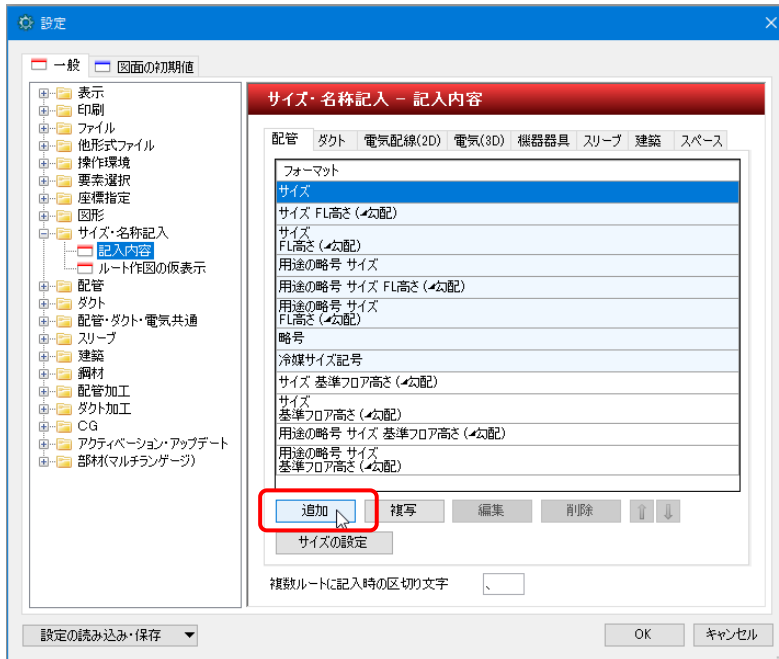 設定
一般 図面の初期値
表示
印刷
ファイル
他形式ファイル
操作環境
要素選択
座標指定
図形
サイズ・名称記入
記入内容
ルート作図の仮表示
配管
ダクト
配管・ダクト・電気共通
スリーブ
建築
鋼材
配管加工
ダクト加工
CG
アクティベーション・アップデート
部材(マルチランゲージ)
サイズ・名称記入 - 記入内容
配管 ダクト 電気配線(2D) 電気(3D) 機器器具 スリーブ 建築 スペース
フォーマット
サイズ
サイズ FL高さ (⊿勾配)
サイズ
FL高さ (⊿勾配)
用途の略号 サイズ
用途の略号 サイズ FL高さ (⊿勾配)
用途の略号 サイズ
FL高さ (⊿勾配)
略号
冷媒サイズ記号
サイズ 基準フロア高さ (⊿勾配)
サイズ
基準フロア高さ (⊿勾配)
用途の略号 サイズ 基準フロア高さ (⊿勾配)
用途の略号 サイズ
基準フロア高さ (⊿勾配)
追加 複写 編集 削除 ⇧ ⇩
サイズの設定
複数ルートに記入時の区切り文字 、
設定の読み込み・保存 ▼ OK キャンセル